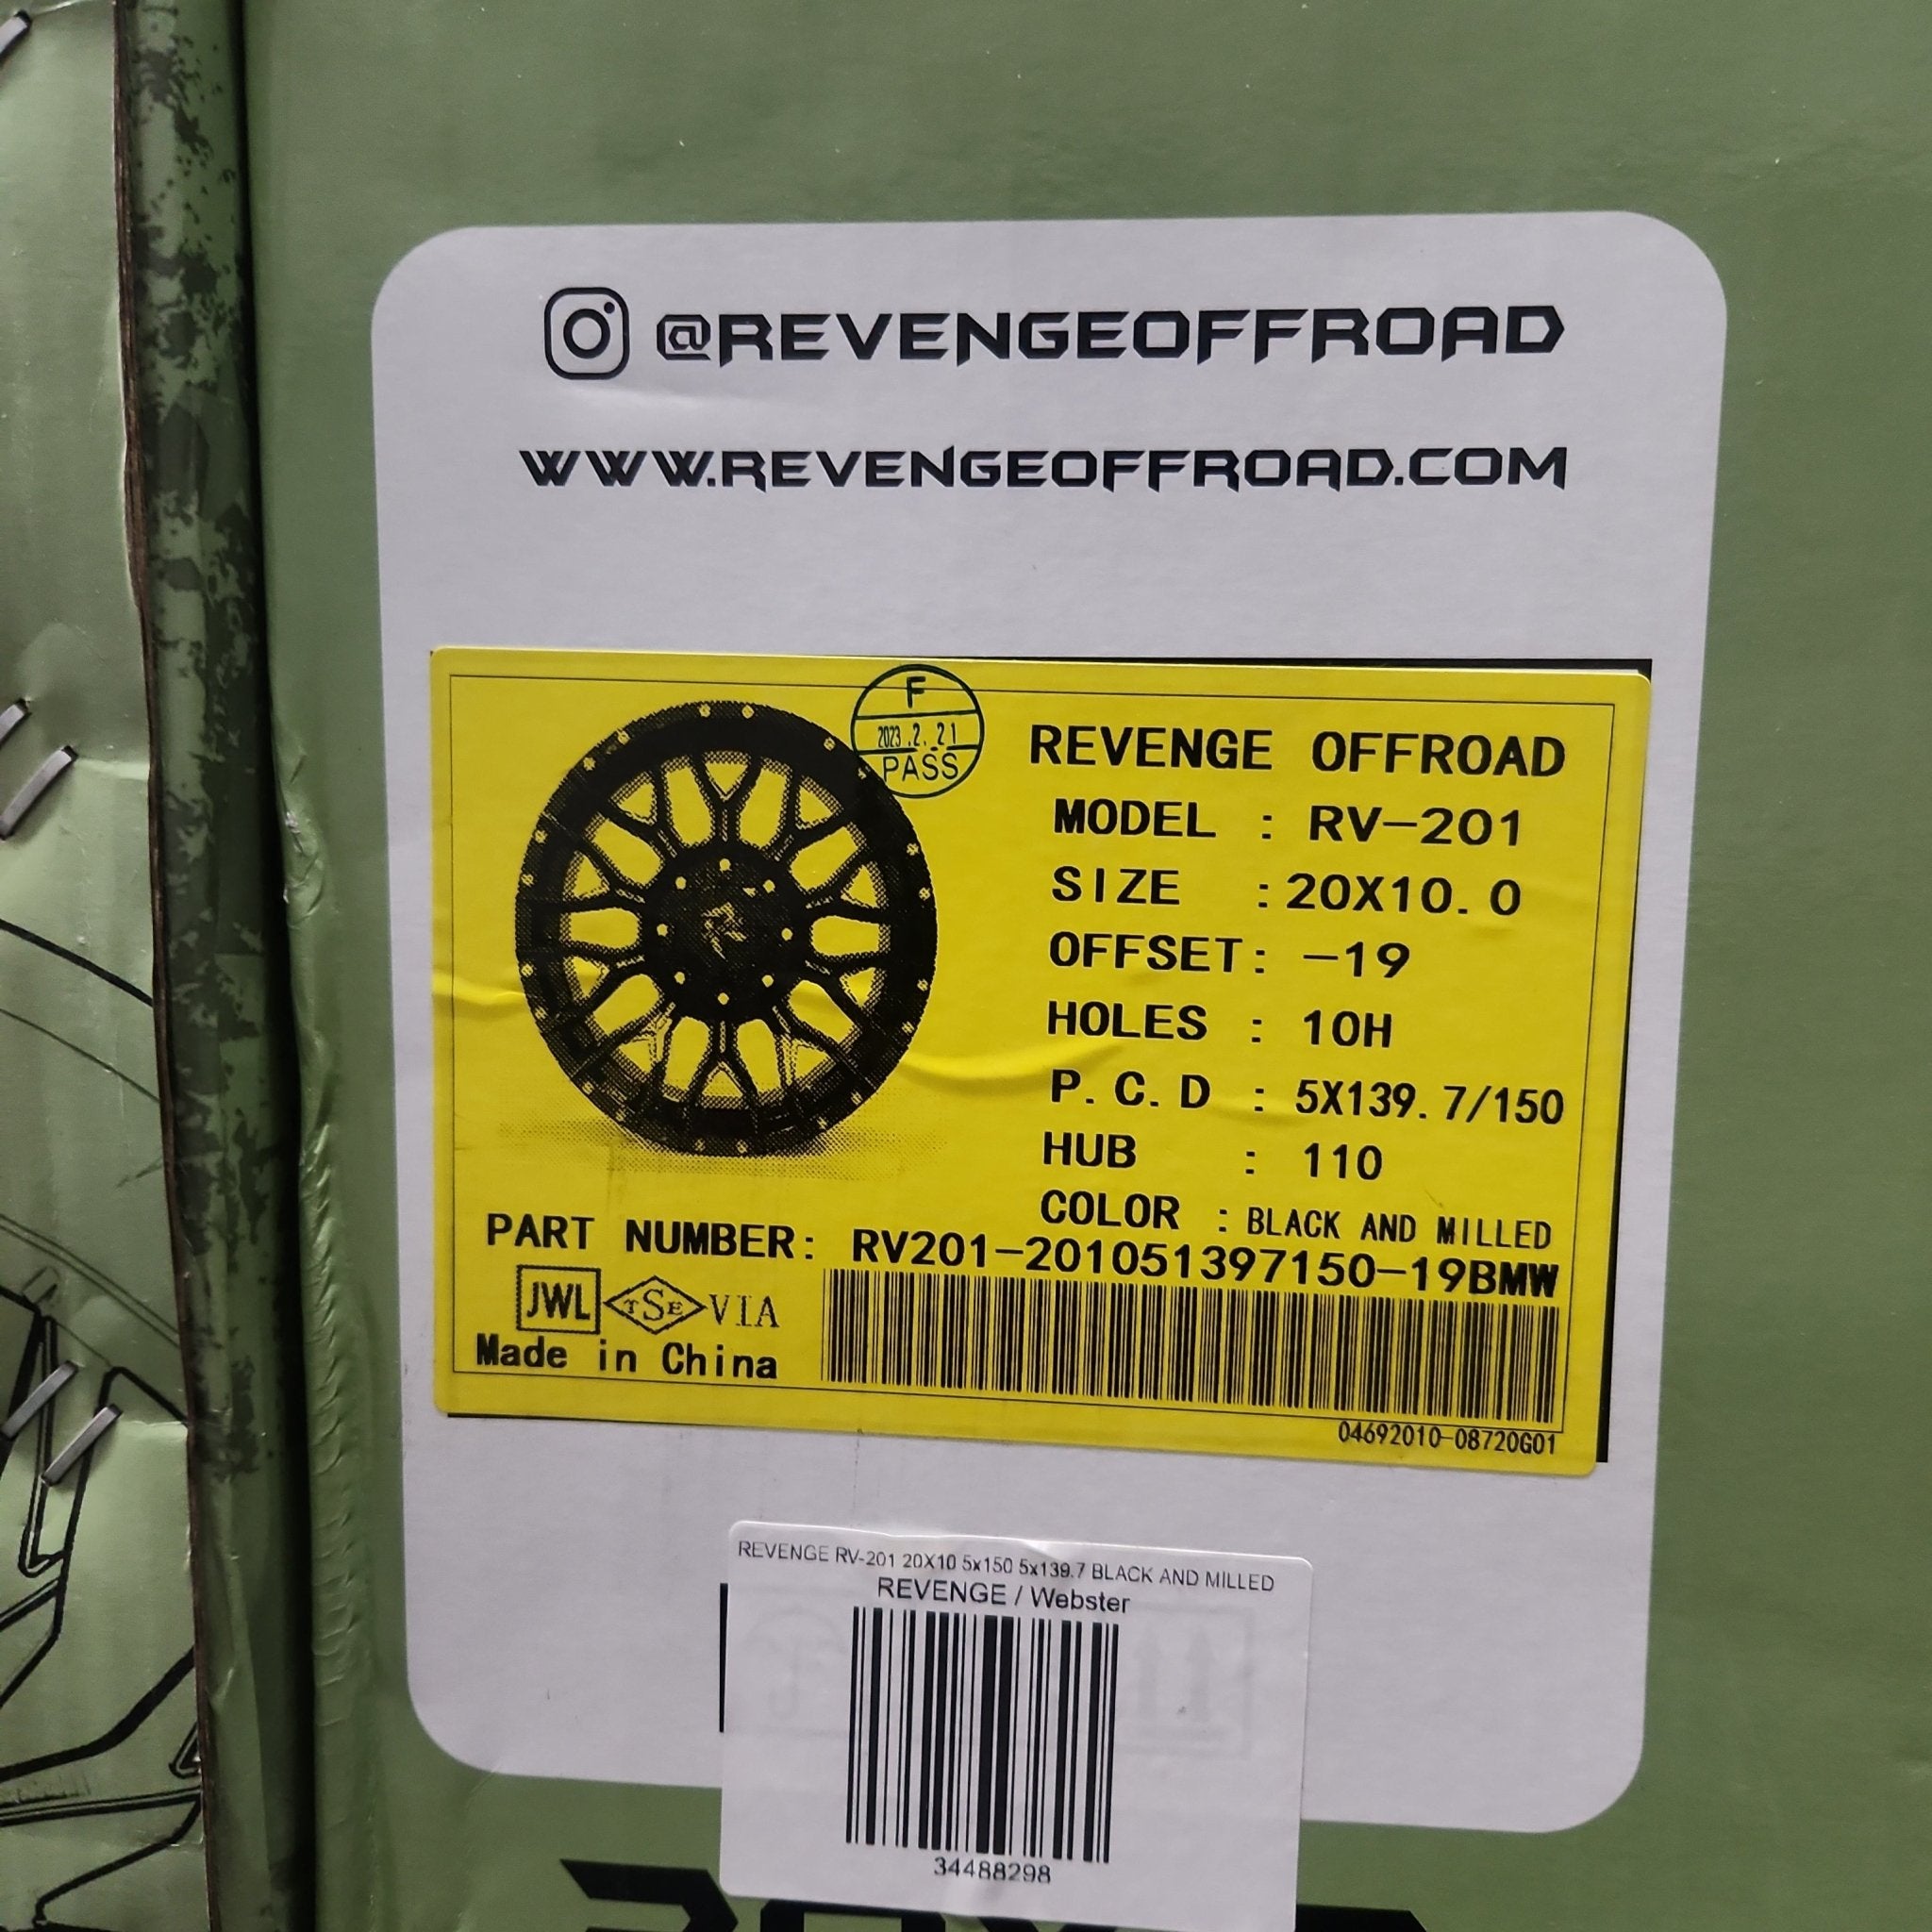 @REVENGEOFFROAD
WWW.REVENGEOFFROAD.COM
F
2023.2.21
PASS
REVENGE OFFROAD
MODEL : RV-201
SIZE :20X10.0
OFFSET: -19
HOLES : 10H
P.C.D : 5X139.7/150
HUB : 110
COLOR : BLACK AND MILLED
PART NUMBER: RV201-201051397150-19BMW
JWL TSE VIA
Made in China
04692010-08720G01
REVENGE RV-201 20X10 5x150 5x139.7 BLACK AND MILLED
REVENGE / Webster
34488298